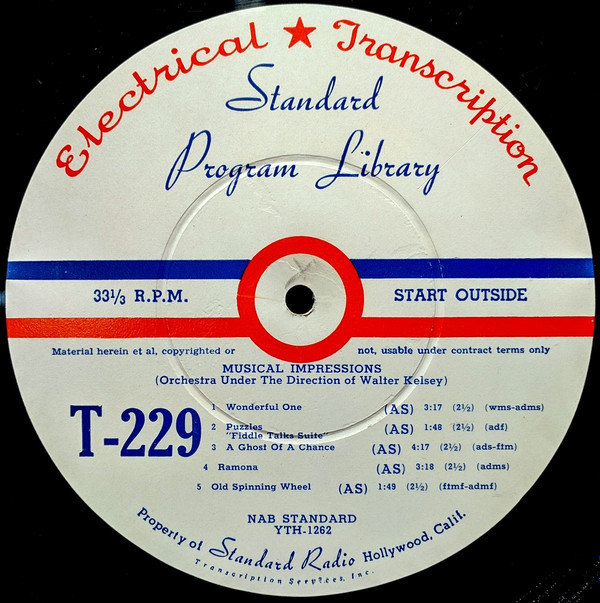 Electrical ★ Transcription
Standard
Program Library
33⅓ R.P.M. START OUTSIDE
Material herein et al, copyrighted or not, usable under contract terms only
MUSICAL IMPRESSIONS
(Orchestra Under The Direction of Walter Kelsey)
T-229
1 Wonderful One (AS) 3:17 (2½) (wms-adms)
2 Puzzles (AS) 1:48 (2½) (adf)
"Fiddle Talks Suite"
3 A Ghost Of A Chance (AS) 4:17 (2½) (ads-ftm)
4 Ramona (AS) 3:18 (2½) (adms)
5 Old Spinning Wheel (AS) 1:49 (2½) (ftmf-admf)
NAB STANDARD
YTH-1262
Property of Standard Radio Hollywood, Calif.
Transcription Services, Inc.